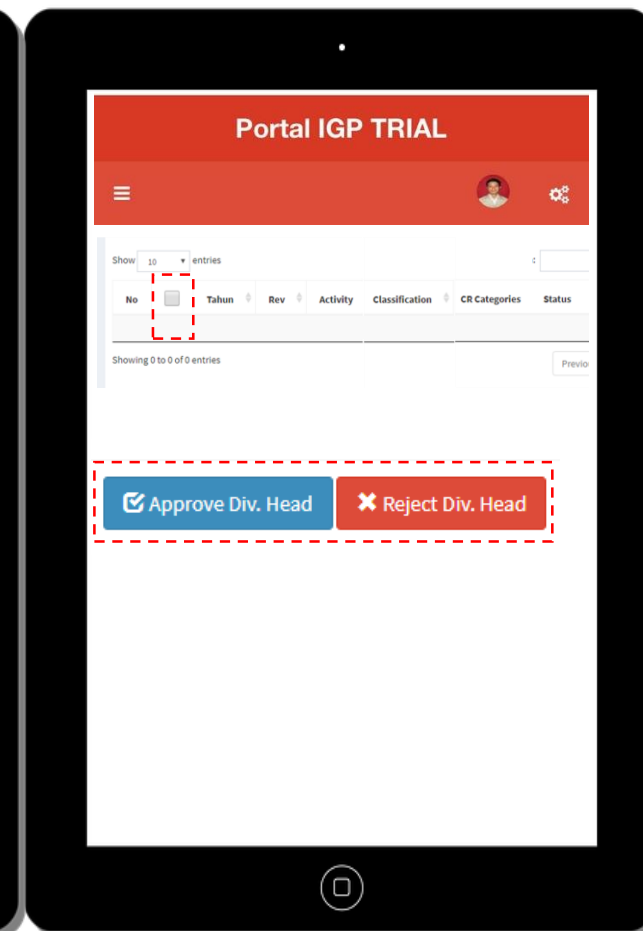 Portal IGP TRIAL
Show 10 entries :
No Tahun Rev Activity Classification CR Categories Status
Showing 0 to 0 of 0 entries Previo
Approve Div. Head Reject Div. Head